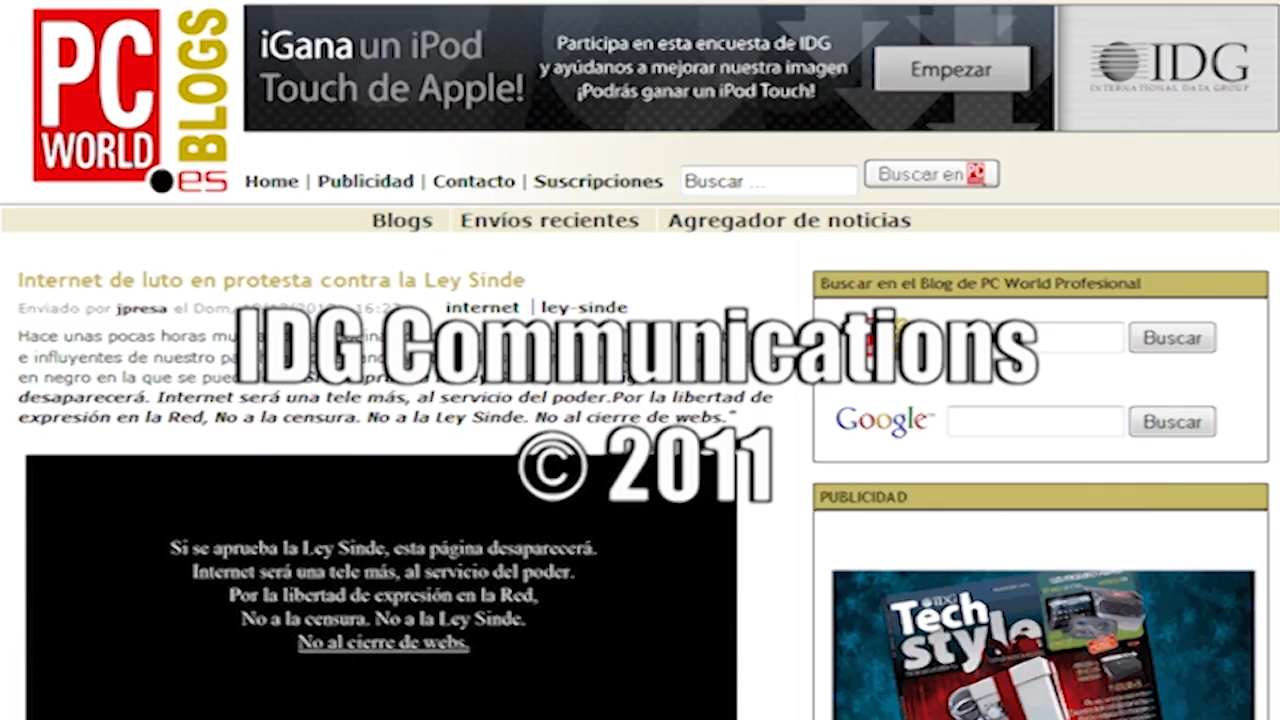 PC
WORLD
BLOGS
.es
iGana un iPod
Touch de Apple!
Participa en esta encuesta de IDG
y ayúdanos a mejorar nuestra imagen
¡Podrás ganar un iPod Touch!
Empezar
IDG
INTERNATIONAL DATA GROUP
Home | Publicidad | Contacto | Suscripciones
Buscar ...
Buscar en PC
Blogs
Envíos recientes
Agregador de noticias
Internet de luto en protesta contra la Ley Sinde
Enviado por jpresa el Dom, 16:2
internet | ley-sinde
Hace unas pocas horas
e influyentes de nuestro
en negro en la que se
desaparecerá. Internet será una tele más, al servicio del poder.Por la libertad de
expresión en la Red, No a la censura. No a la Ley Sinde. No al cierre de webs."
IDG Communications
© 2011
Si se aprueba la Ley Sinde, esta página desaparecerá.
Internet será una tele más, al servicio del poder.
Por la libertad de expresión en la Red,
No a la censura. No a la Ley Sinde.
No al cierre de webs.
Buscar en el Blog de PC World Profesional
Buscar
Google
Buscar
PUBLICIDAD
IDG
Tech
style